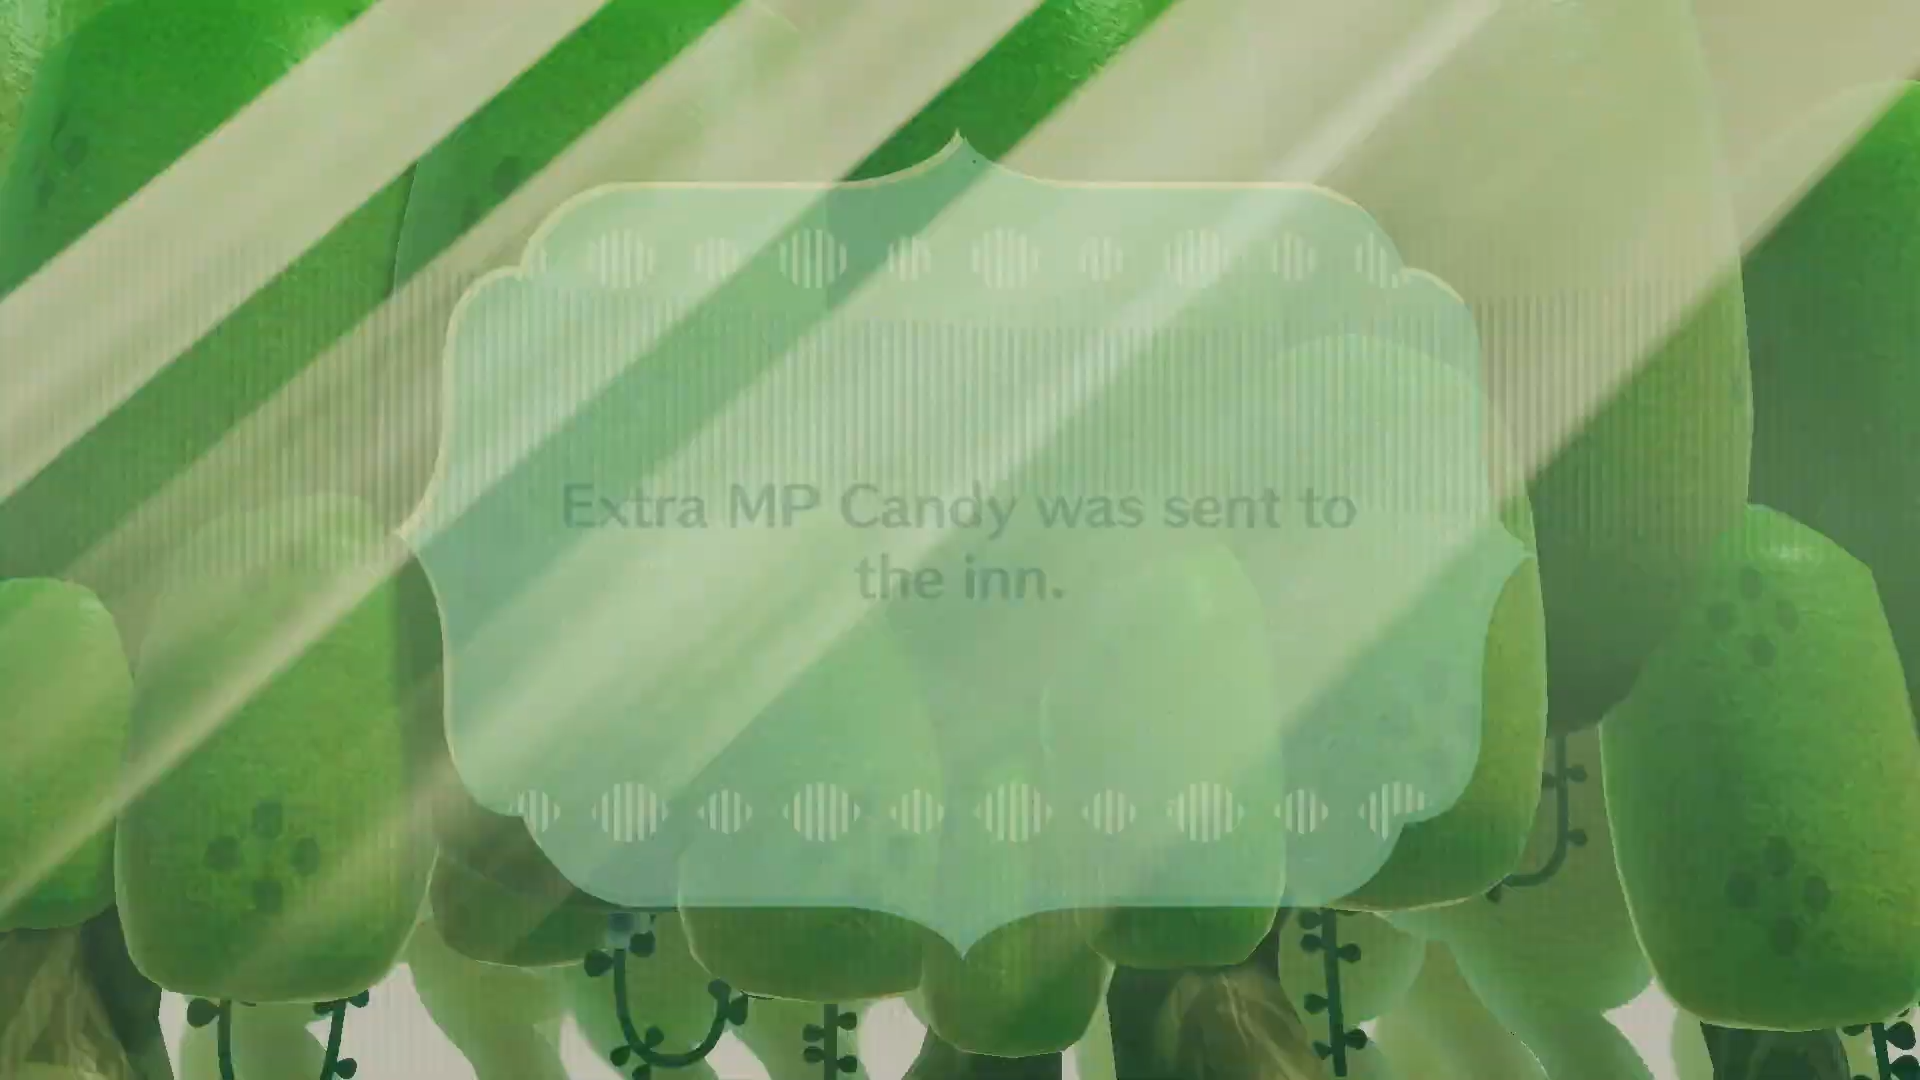 Extra MP Candy was sent to
the inn.